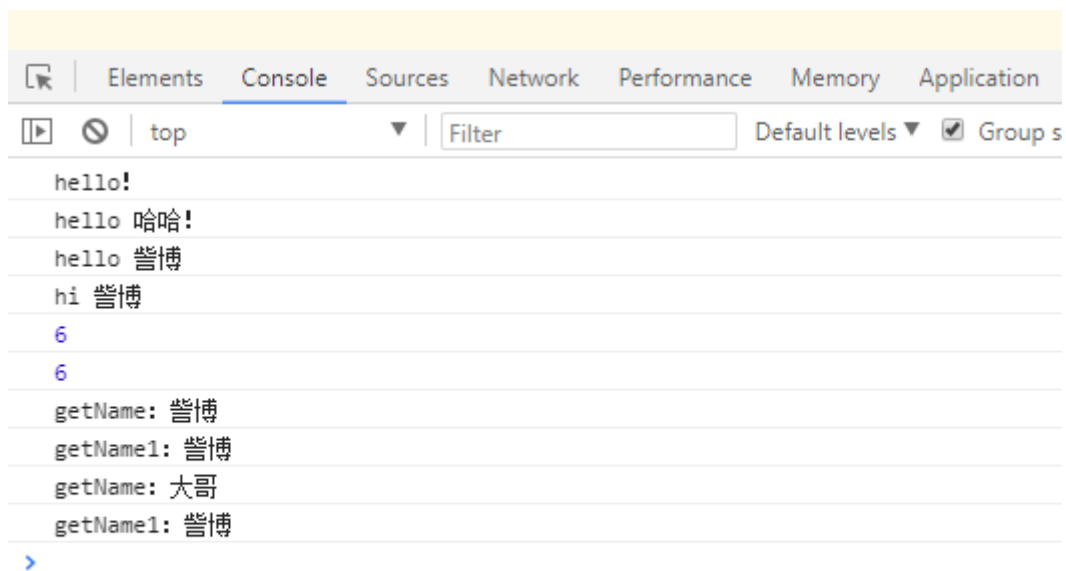 Elements Console Sources Network Performance Memory Application
top Filter Default levels Group s
hello!
hello 哈哈!
hello 訾博
hi 訾博
6
6
getName: 訾博
getName1: 訾博
getName: 大哥
getName1: 訾博
>